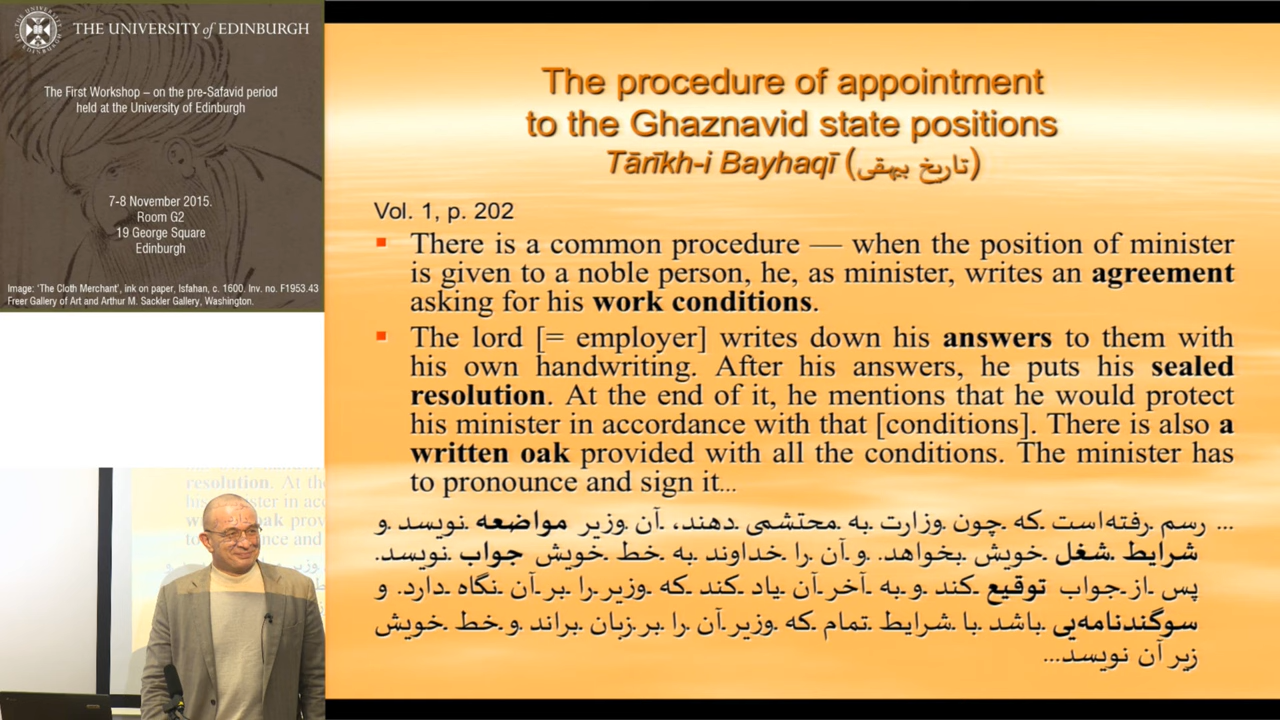 THE UNIVERSITY of EDINBURGH
The First Workshop – on the pre-Safavid period
held at the University of Edinburgh
7-8 November 2015.
Room G2
19 George Square
Edinburgh
Image: ‘The Cloth Merchant’, ink on paper, Isfahan, c. 1600. Inv. no. F1953.43
Freer Gallery of Art and Arthur M. Sackler Gallery, Washington.
The procedure of appointment
to the Ghaznavid state positions
Tārīkh-i Bayhaqī (تاریخ بیهقی)
Vol. 1, p. 202
There is a common procedure — when the position of minister
is given to a noble person, he, as minister, writes an agreement
asking for his work conditions.
The lord [= employer] writes down his answers to them with
his own handwriting. After his answers, he puts his sealed
resolution. At the end of it, he mentions that he would protect
his minister in accordance with that [conditions]. There is also a
written oak provided with all the conditions. The minister has
to pronounce and sign it...
... رسم رفته‌است که چون وزارت به محتشمی دهند، آن وزیر مواضعه نویسد و
شرایط شغل خویش بخواهد. و آن را خداوند به خط خویش جواب نویسد.
پس از جواب توقیع کند و به آخر آن یاد کند که وزیر را بر آن نگاه دارد. و
سوگندنامه‌یی باشد با شرایط تمام که وزیر آن را بر زبان براند و خط خویش
زیر آن نویسد...